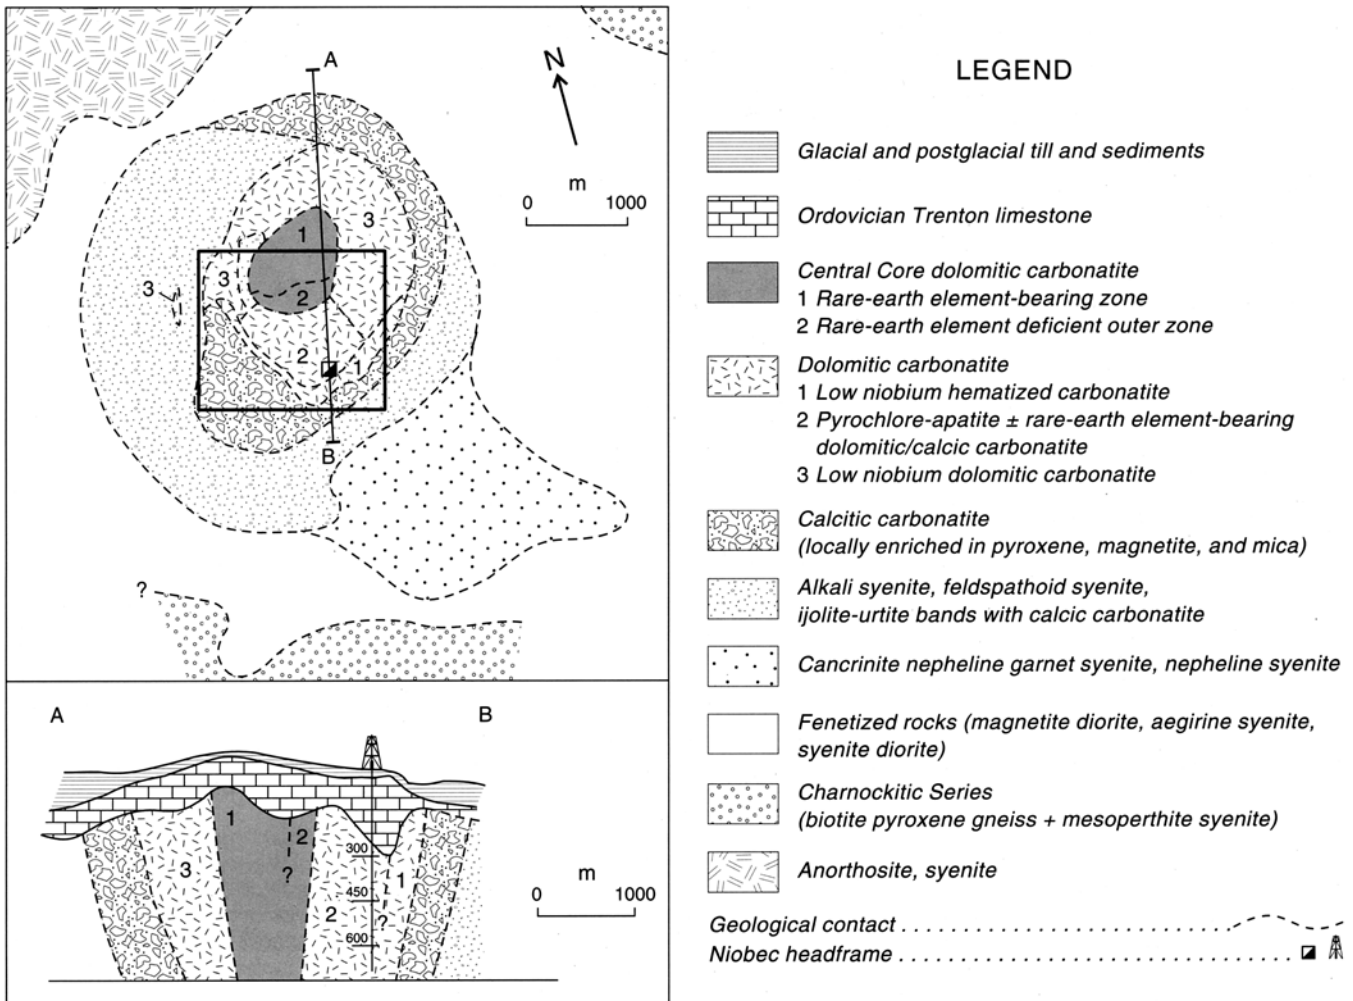 A
N
m
0 1000
3
1
3
3
2
2
1
B
?
A
B
1
2
3
300
?
1
450
2
?
600
m
0 1000
LEGEND
Glacial and postglacial till and sediments
Ordovician Trenton limestone
Central Core dolomitic carbonatite
1 Rare-earth element-bearing zone
2 Rare-earth element deficient outer zone
Dolomitic carbonatite
1 Low niobium hematized carbonatite
2 Pyrochlore-apatite ± rare-earth element-bearing
dolomitic/calcic carbonatite
3 Low niobium dolomitic carbonatite
Calcitic carbonatite
(locally enriched in pyroxene, magnetite, and mica)
Alkali syenite, feldspathoid syenite,
ijolite-urtite bands with calcic carbonatite
Cancrinite nepheline garnet syenite, nepheline syenite
Fenetized rocks (magnetite diorite, aegirine syenite,
syenite diorite)
Charnockitic Series
(biotite pyroxene gneiss + mesoperthite syenite)
Anorthosite, syenite
Geological contact
Niobec headframe